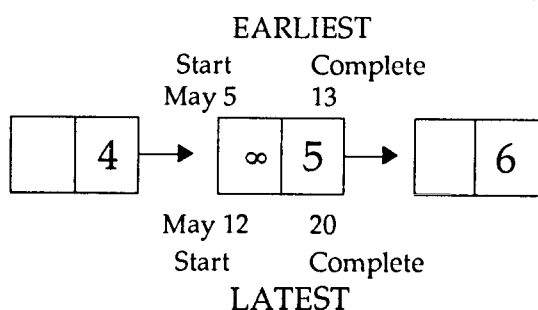 EARLIEST
Start Complete
May 5 13
4 ∞ 5 6
May 12 20
Start Complete
LATEST